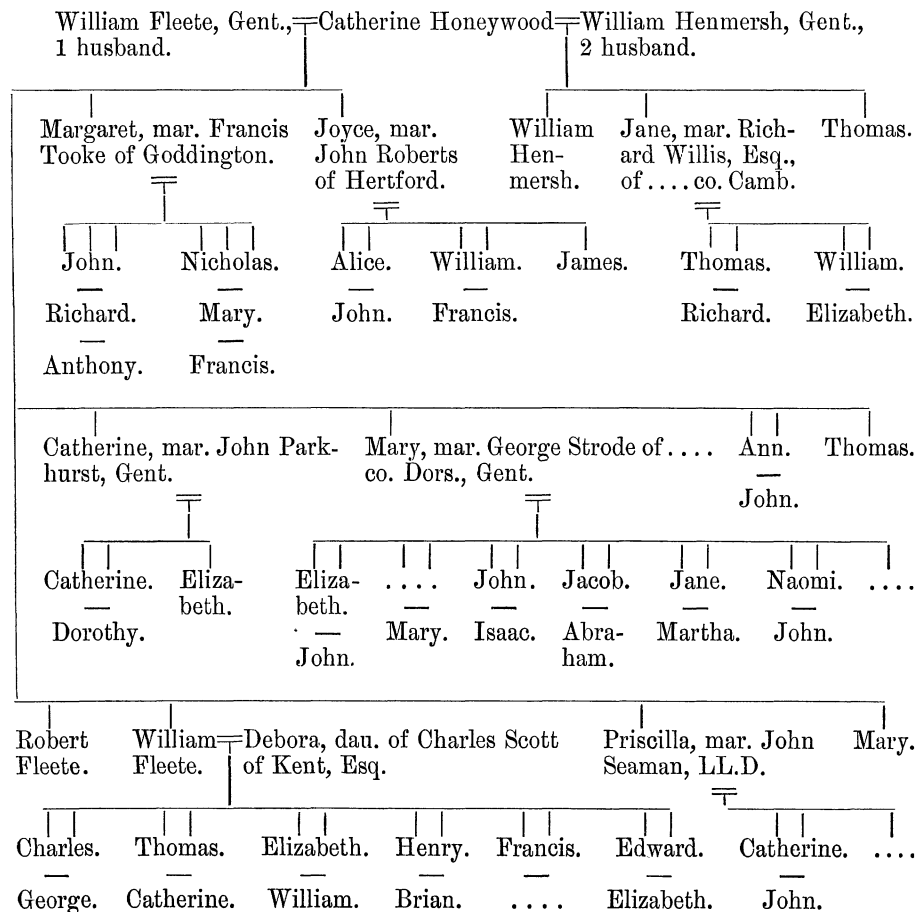 William Fleete, Gent., Catherine Honeywood William Henmersh, Gent.,
1 husband. 2 husband.
Margaret, mar. Francis Joyce, mar. William Jane, mar. Rich- Thomas.
Tooke of Goddington. John Roberts Hen- ard Willis, Esq.,
of Hertford. mersh. of .... co. Camb.
John. Nicholas. Alice. William. James. Thomas. William.
Richard. Mary. John. Francis. Richard. Elizabeth.
Anthony. Francis.
Catherine, mar. John Park- Mary, mar. George Strode of .... Ann. Thomas.
hurst, Gent. co. Dors., Gent.
John.
Catherine. Eliza- Eliza- .... John. Jacob. Jane. Naomi. ....
beth. beth.
Dorothy. Mary. Isaac. Abra- Martha. John.
John. ham.
Robert William Debora, dau. of Charles Scott Priscilla, mar. John Mary.
Fleete. Fleete. of Kent, Esq. Seaman, LL.D.
Charles. Thomas. Elizabeth. Henry. Francis. Edward. Catherine. ....
George. Catherine. William. Brian. .... Elizabeth. John.